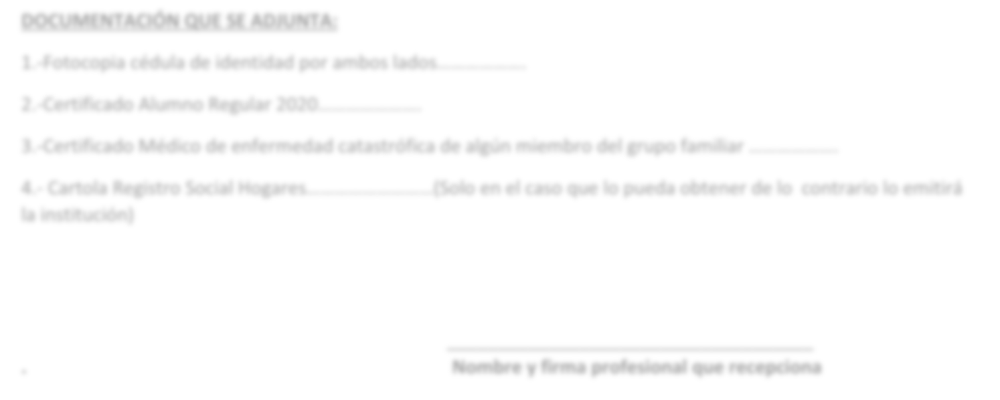 DOCUMENTACIÓN QUE SE ADJUNTA:
1.-Fotocopia cédula de identidad por ambos lados....................
2.-Certificado Alumno Regular 2020.......................
3.-Certificado Médico de enfermedad catastrófica de algún miembro del grupo familiar ....................
4.- Cartola Registro Social Hogares............................(Solo en el caso que lo pueda obtener de lo  contrario lo emitirá
la institución)
. Nombre y firma profesional que recepciona